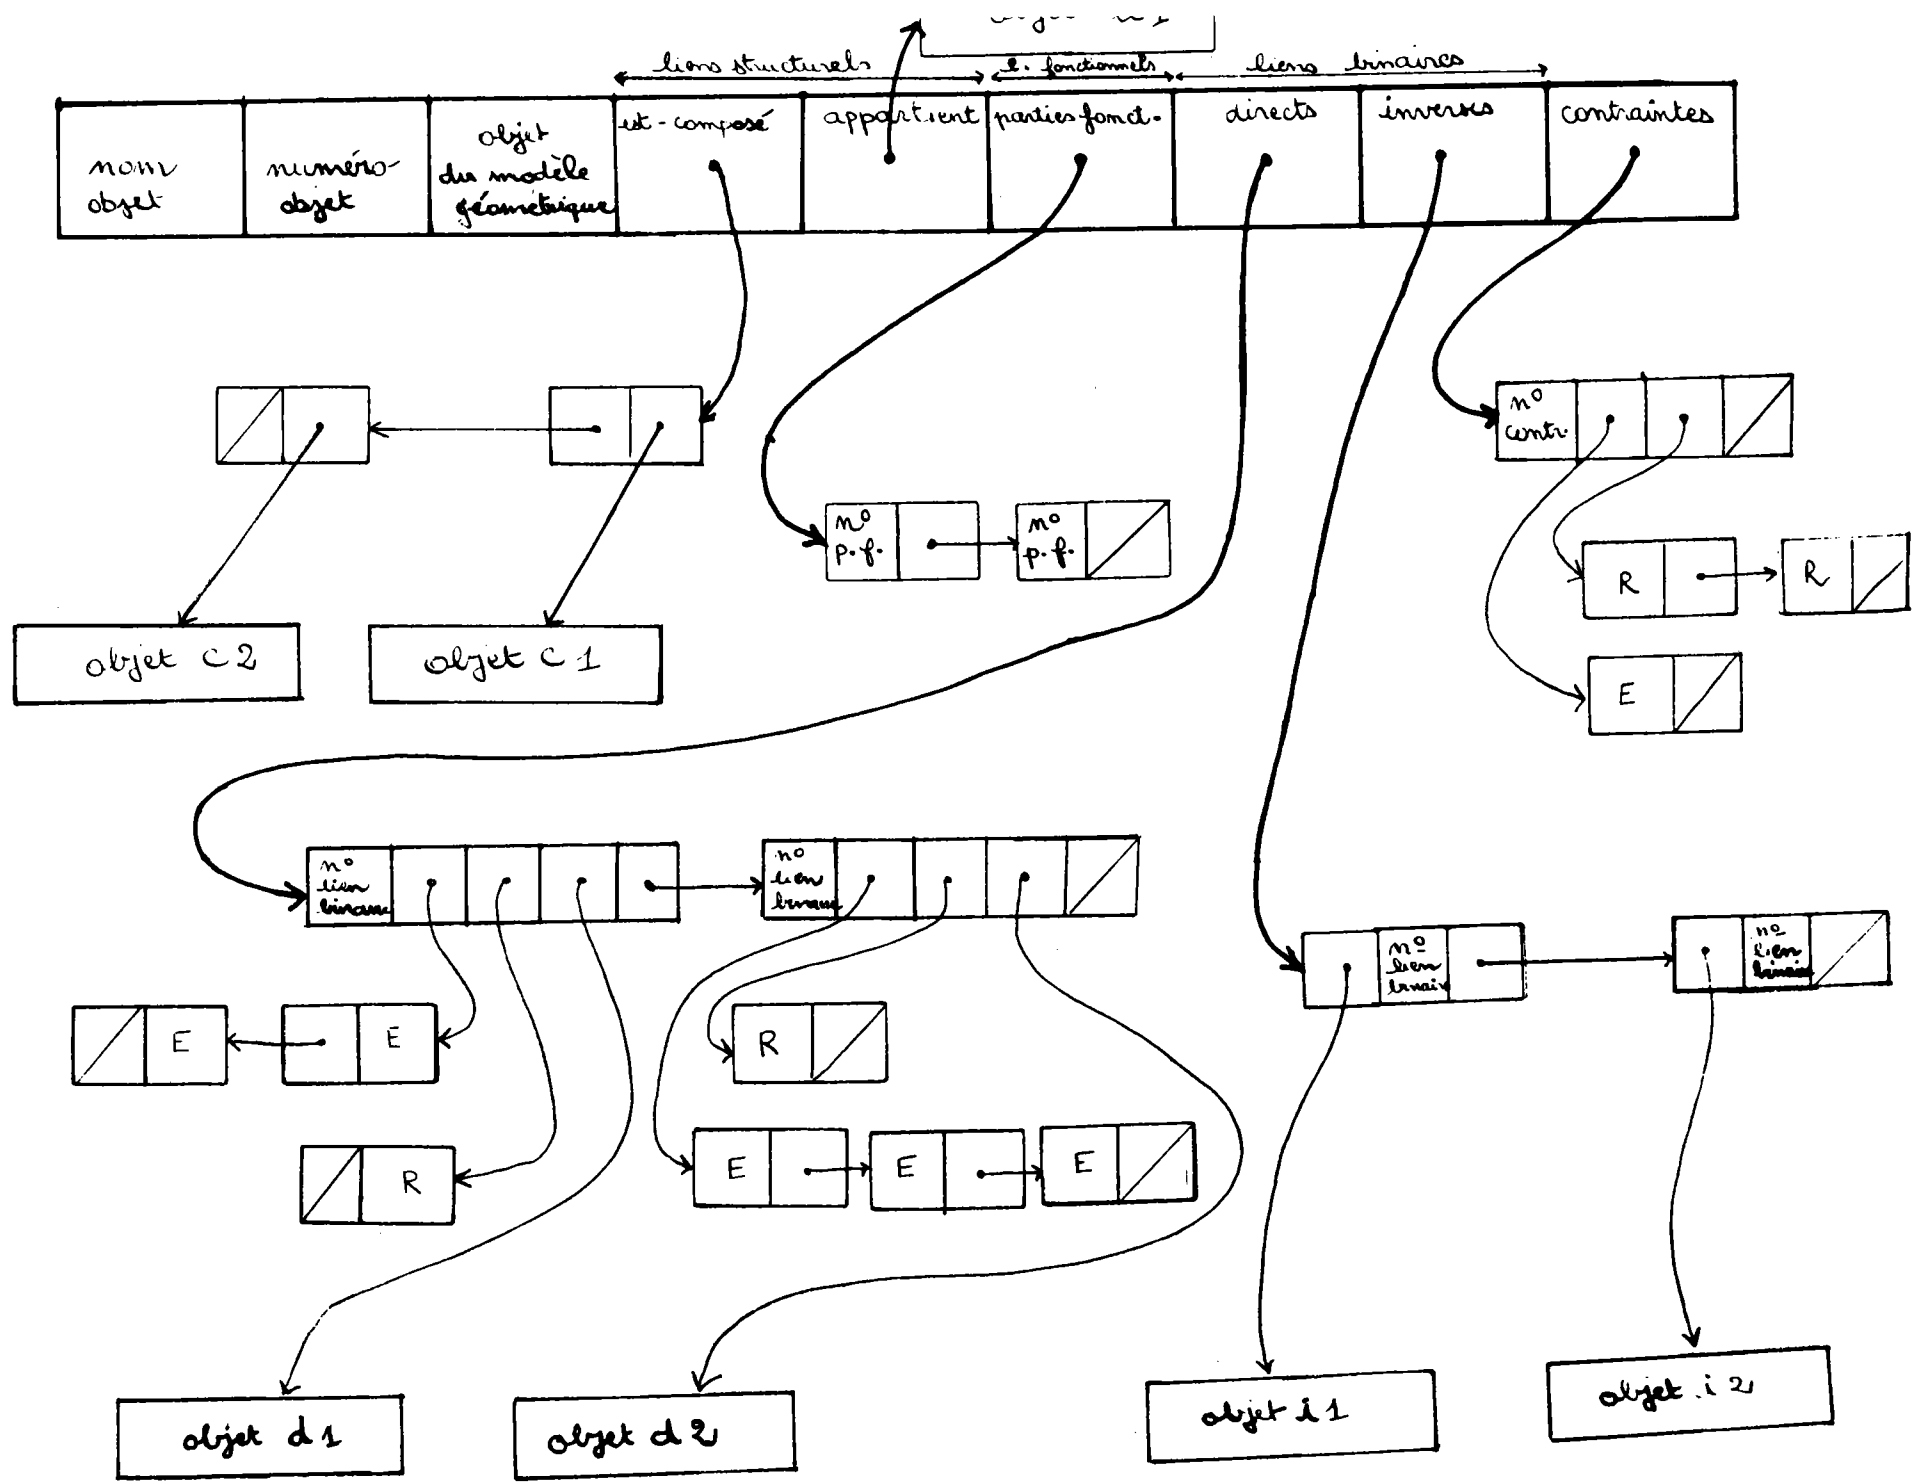 liens structurels
l. fonctionnels
liens binaires
nom
objet
numéro-
objet
objet
du modèle
géométrique
est-composé
appartient
parties fonct.
directs
inverses
contraintes
n°
contr.
n°
p.f.
n°
p.f.
R
R
E
objet C2
objet C1
n°
lien
binaire
n°
lien
binaire
n°
lien
binair
n°
lien
binaire
E
E
R
R
E
E
E
objet d1
objet d2
objet i1
objet i2